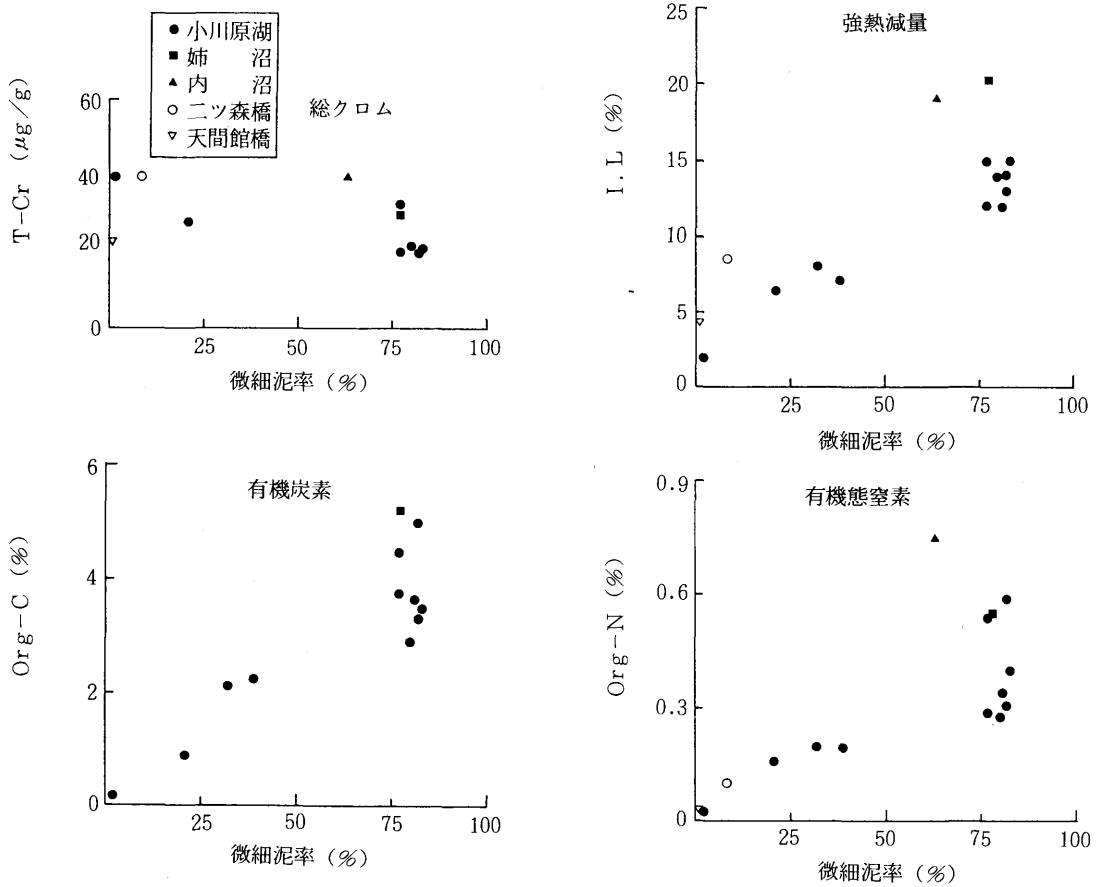 ● 小川原湖
■ 姉 沼
▲ 内 沼
○ 二ツ森橋
▽ 天間館橋
総クロム
T-Cr (μg/g)
60
40
20
0
25 50 75 100
微細泥率 (%)
強熱減量
I.L (%)
25
20
15
10
5
0
25 50 75 100
微細泥率 (%)
有機炭素
Org-C (%)
6
4
2
0
25 50 75 100
微細泥率 (%)
有機態窒素
Org-N (%)
0.9
0.6
0.3
0
25 50 75 100
微細泥率 (%)